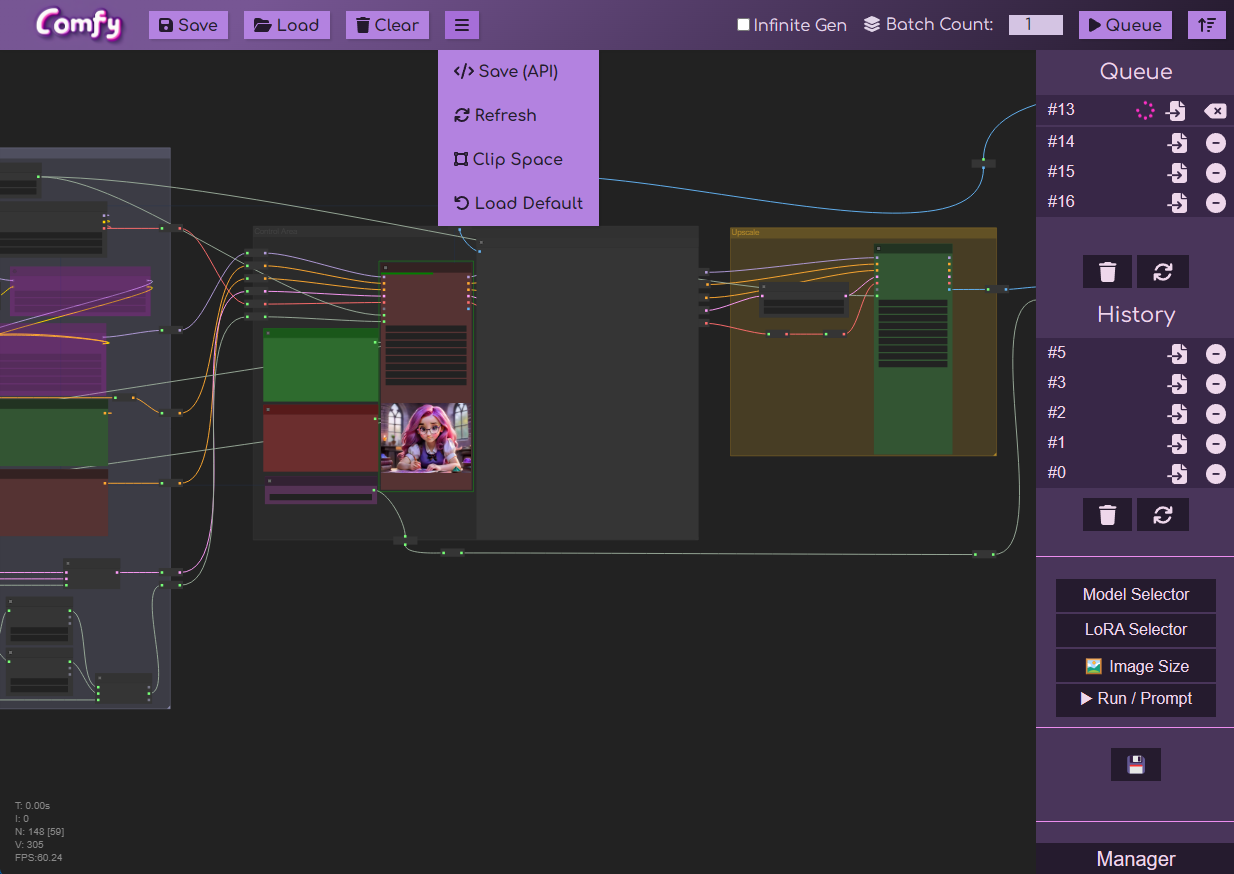 Comfy
Save
Load
Clear
Infinite Gen
Batch Count:
1
Queue
Save (API)
Refresh
Clip Space
Load Default
Queue
#13
#14
#15
#16
History
#5
#3
#2
#1
#0
Model Selector
LoRA Selector
Image Size
Run / Prompt
Manager
Upscale
T: 0.00s
I: 0
N: 148 [59]
V: 305
FPS:60.24